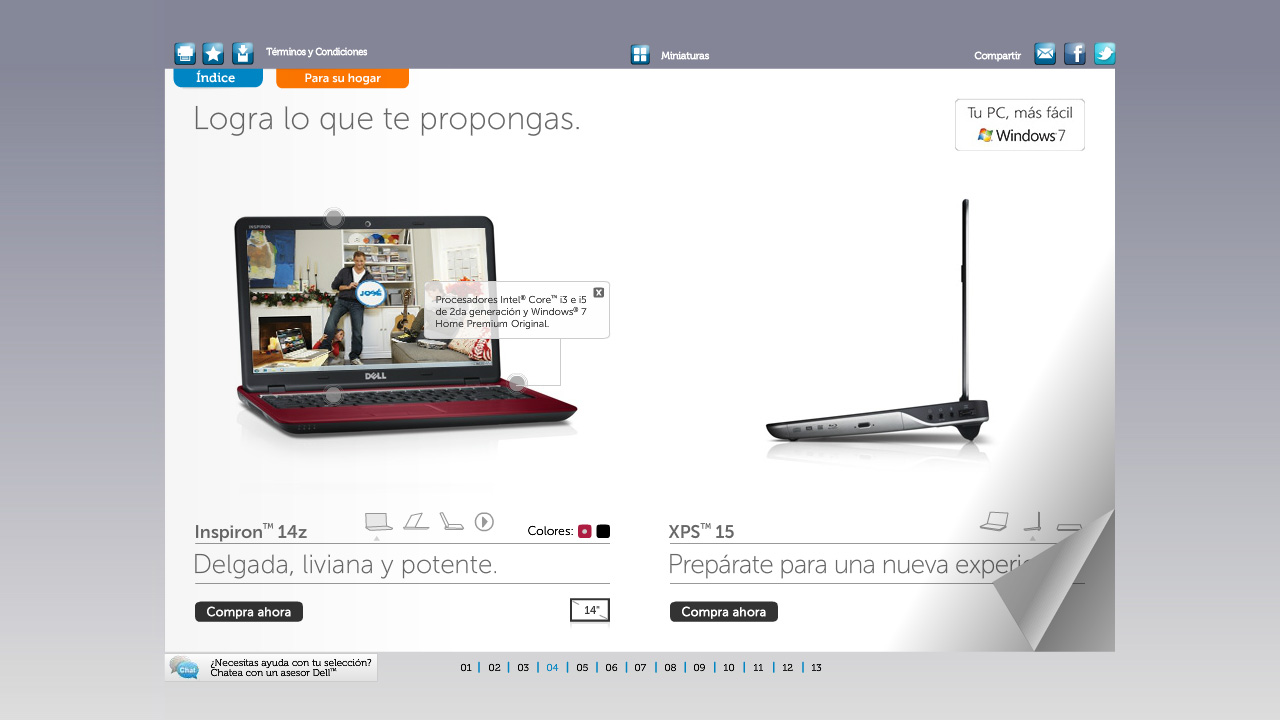 Términos y Condiciones
Miniaturas
Compartir
Índice
Para su hogar
Logra lo que te propongas.
Tu PC, más fácil
Windows 7
INSPIRON
JOSÉ
Procesadores Intel® Core™ i3 e i5
de 2da generación y Windows® 7
Home Premium Original.
DELL
Inspiron™ 14z
Colores:
XPS™ 15
Delgada, liviana y potente.
Prepárate para una nueva experie
Compra ahora
14"
Compra ahora
Chat
¿Necesitas ayuda con tu selección?
Chatea con un asesor Dell™
01 | 02 | 03 | 04 | 05 | 06 | 07 | 08 | 09 | 10 | 11 | 12 | 13